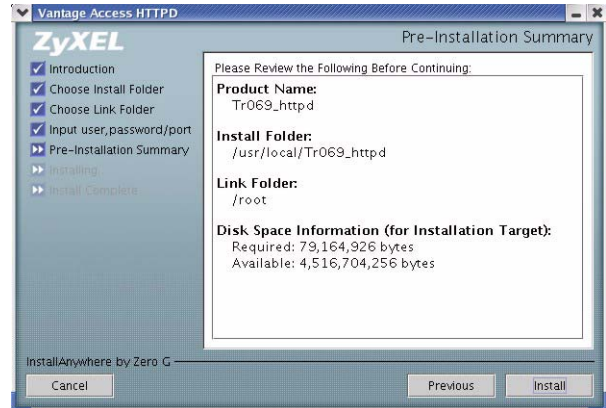 Vantage Access HTTPD
ZyXEL
Pre-Installation Summary
Introduction
Choose Install Folder
Choose Link Folder
Input user,password/port
Pre-Installation Summary
Installing...
Install Complete
Please Review the Following Before Continuing:
Product Name:
Tr069_httpd
Install Folder:
/usr/local/Tr069_httpd
Link Folder:
/root
Disk Space Information (for Installation Target):
Required: 79,164,926 bytes
Available: 4,516,704,256 bytes
InstallAnywhere by Zero G
Cancel
Previous
Install